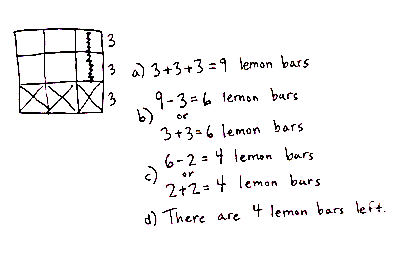 3
3
3
a) 3+3+3=9 lemon bars
b) 9-3=6 lemon bars
or
3+3=6 lemon bars
c) 6-2=4 lemon bars
or
2+2=4 lemon bars
d) There are 4 lemon bars left.